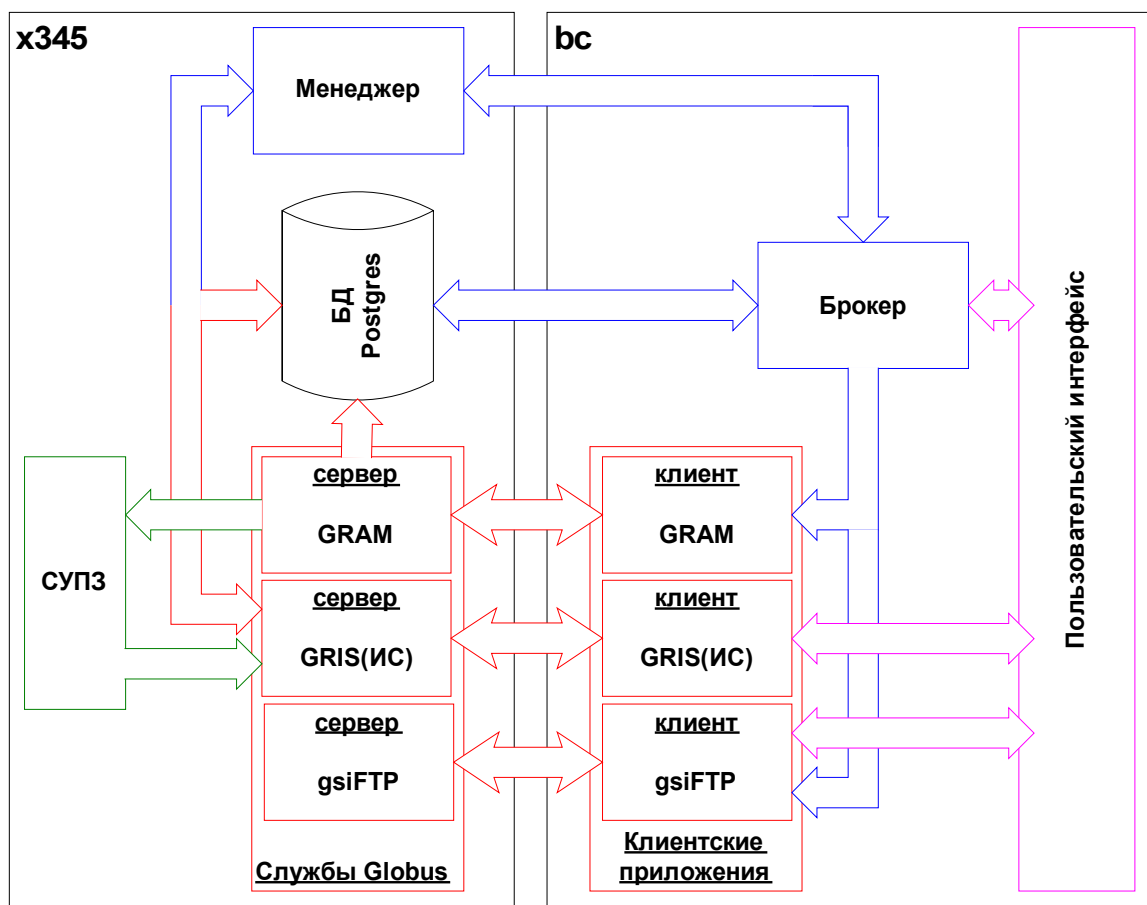 x345
bc
Менеджер
БД
Postgres
Брокер
Пользовательский интерфейс
СУПЗ
сервер
GRAM
сервер
GRIS(ИС)
сервер
gsiFTP
Службы Globus
клиент
GRAM
клиент
GRIS(ИС)
клиент
gsiFTP
Клиентские
приложения